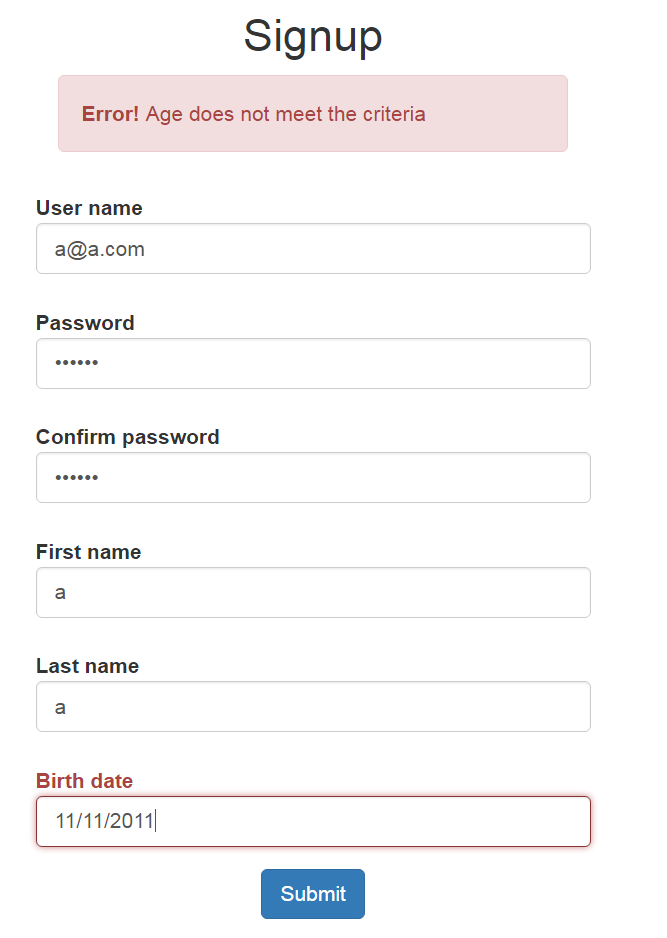 Signup
Error! Age does not meet the criteria
User name
a@a.com
Password
••••••
Confirm password
••••••
First name
a
Last name
a
Birth date
11/11/2011
Submit